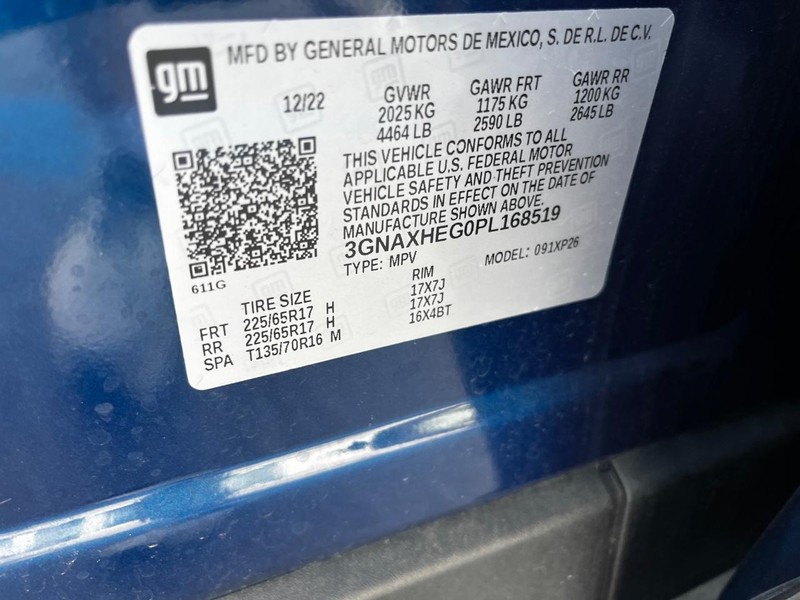 gm
MFD BY GENERAL MOTORS DE MEXICO, S. DE R.L. DE C.V.
12/22 GVWR GAWR FRT GAWR RR
2025 KG 1175 KG 1200 KG
4464 LB 2590 LB 2645 LB
THIS VEHICLE CONFORMS TO ALL
APPLICABLE U.S. FEDERAL MOTOR
VEHICLE SAFETY AND THEFT PREVENTION
STANDARDS IN EFFECT ON THE DATE OF
MANUFACTURE SHOWN ABOVE.
3GNAXHEG0PL168519
TYPE: MPV MODEL: 091XP26
611G
TIRE SIZE RIM
FRT 225/65R17 H 17X7J
RR 225/65R17 H 17X7J
SPA T135/70R16 M 16X4BT